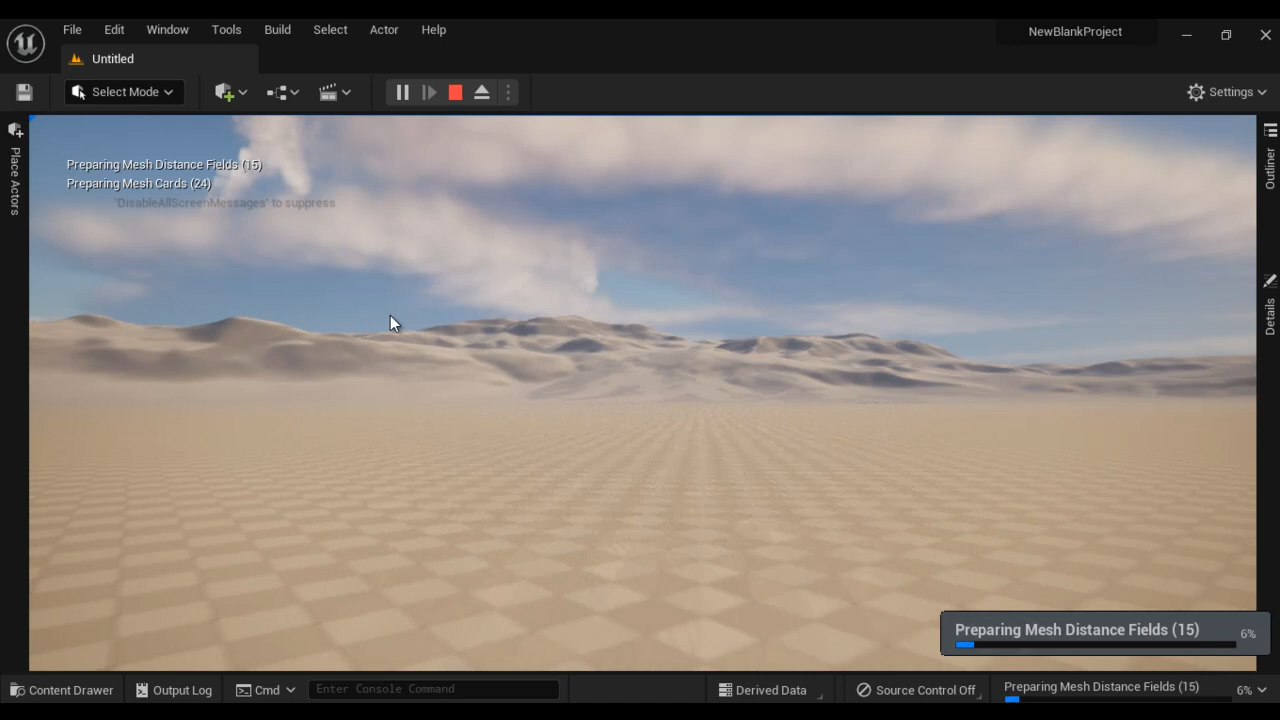 File Edit Window Tools Build Select Actor Help NewBlankProject
Untitled
Select Mode Settings
Place Actors
Outliner
Details
Preparing Mesh Distance Fields (15)
Preparing Mesh Cards (24)
'DisableAllScreenMessages' to suppress
Preparing Mesh Distance Fields (15) 6%
Content Drawer Output Log Cmd Enter Console Command Derived Data Source Control Off Preparing Mesh Distance Fields (15) 6%